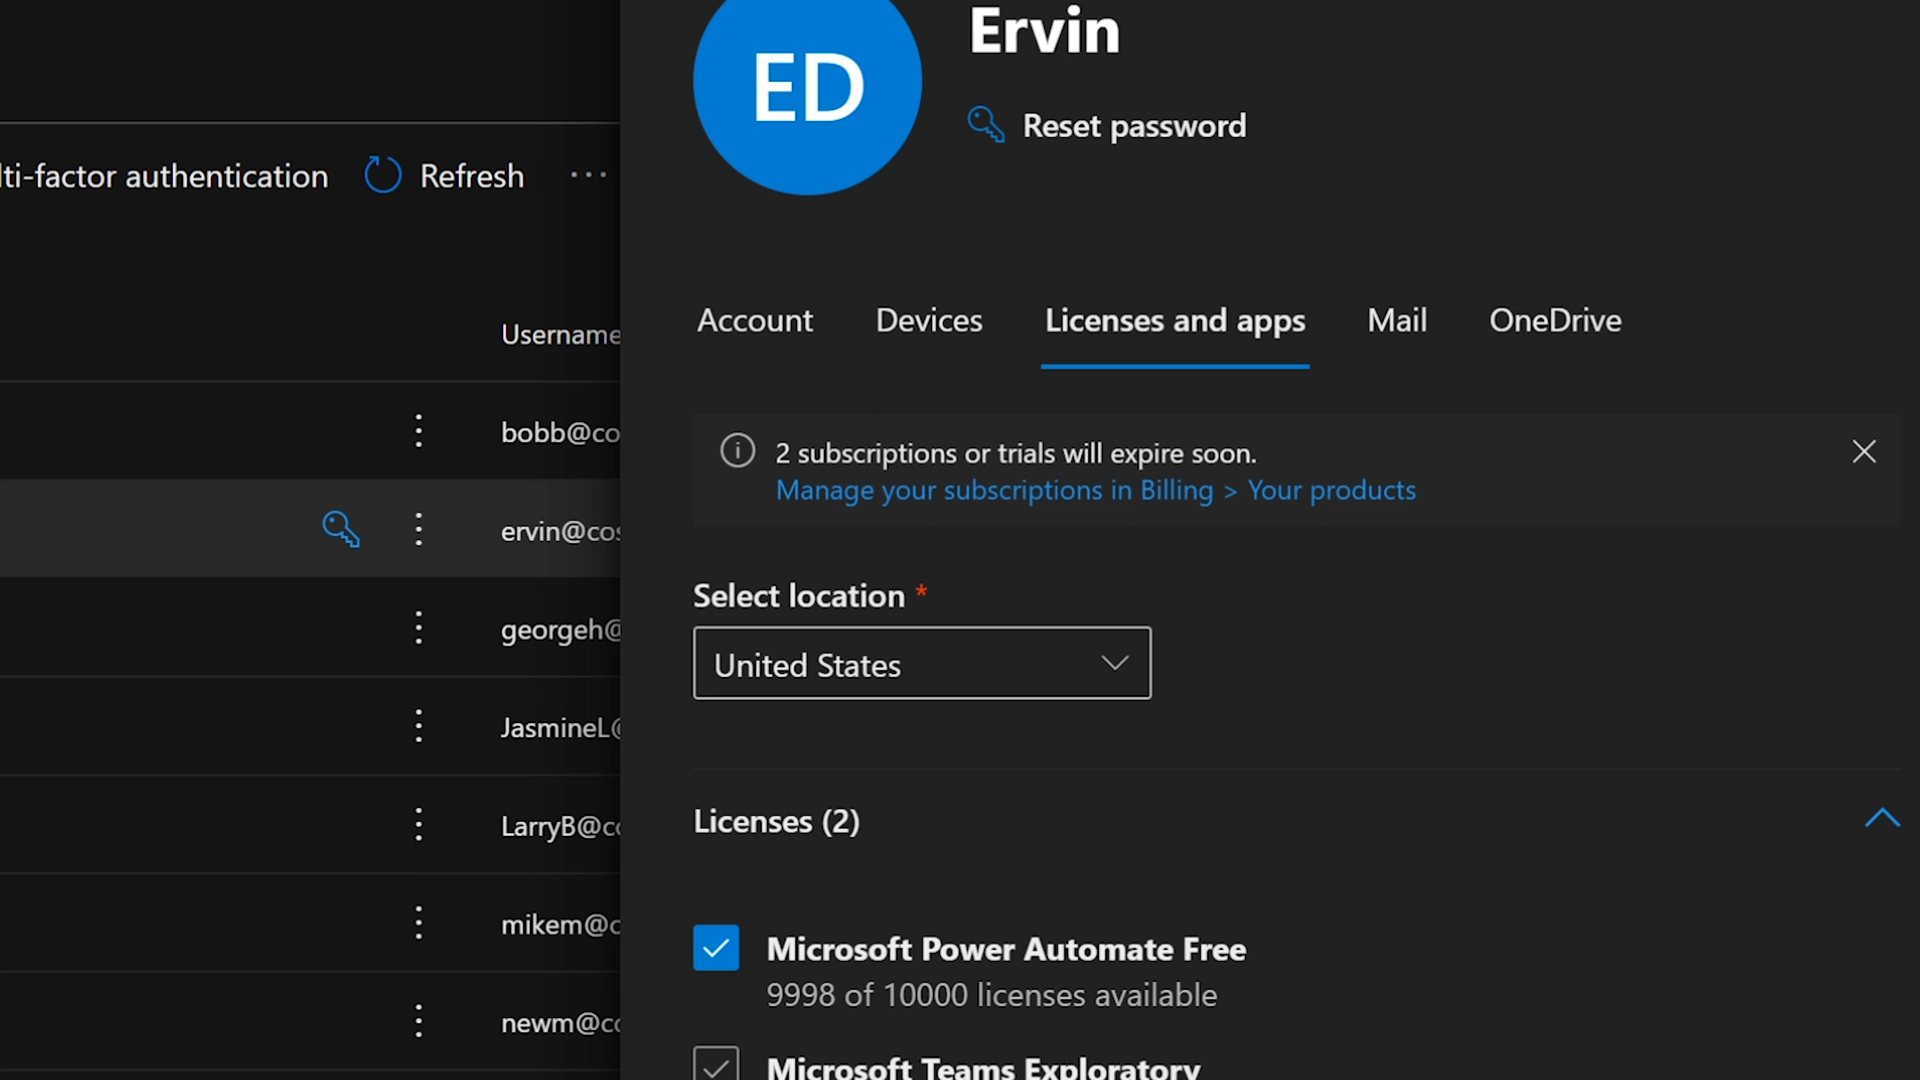 lti-factor authentication Refresh ...
Username
bobb@co
ervin@cos
georgeh@
JasmineL@
LarryB@co
mikem@c
newm@co
ED
Ervin
Reset password
Account Devices Licenses and apps Mail OneDrive
2 subscriptions or trials will expire soon.
Manage your subscriptions in Billing > Your products
Select location *
United States
Licenses (2)
Microsoft Power Automate Free
9998 of 10000 licenses available
Microsoft Teams Exploratory